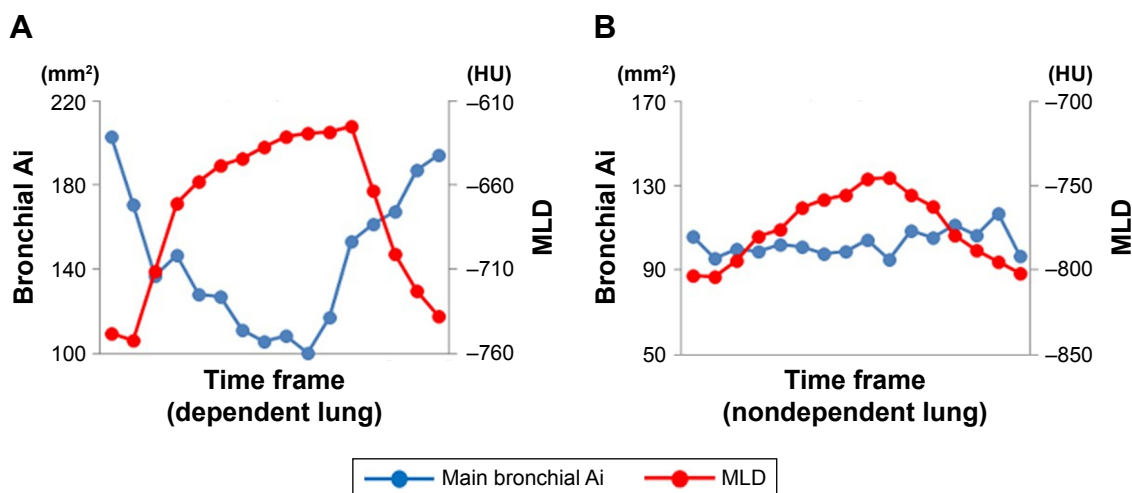 A
(mm²)
(HU)
220
180
140
100
Bronchial Ai
–610
–660
–710
–760
MLD
Time frame
(dependent lung)
B
(mm²)
(HU)
170
130
90
50
Bronchial Ai
–700
–750
–800
–850
MLD
Time frame
(nondependent lung)
Main bronchial Ai
MLD